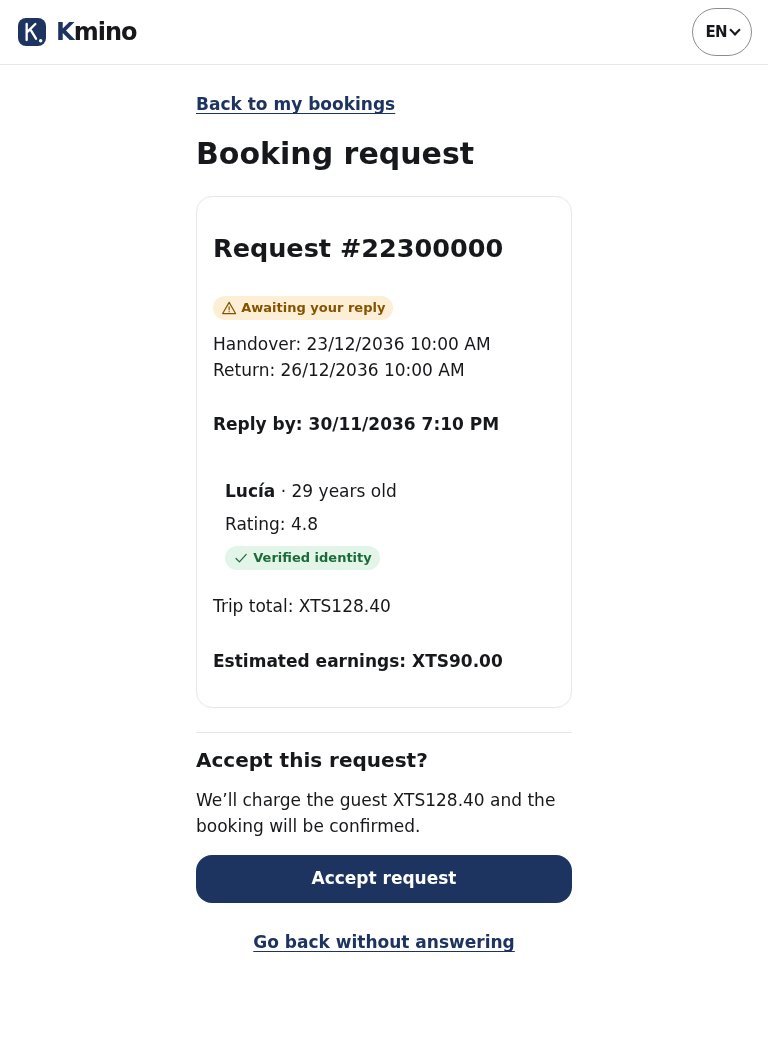 K. Kmino
EN
Back to my bookings
Booking request
Request #22300000
Awaiting your reply
Handover: 23/12/2036 10:00 AM
Return: 26/12/2036 10:00 AM
Reply by: 30/11/2036 7:10 PM
Lucía · 29 years old
Rating: 4.8
Verified identity
Trip total: XTS128.40
Estimated earnings: XTS90.00
Accept this request?
We’ll charge the guest XTS128.40 and the
booking will be confirmed.
Accept request
Go back without answering